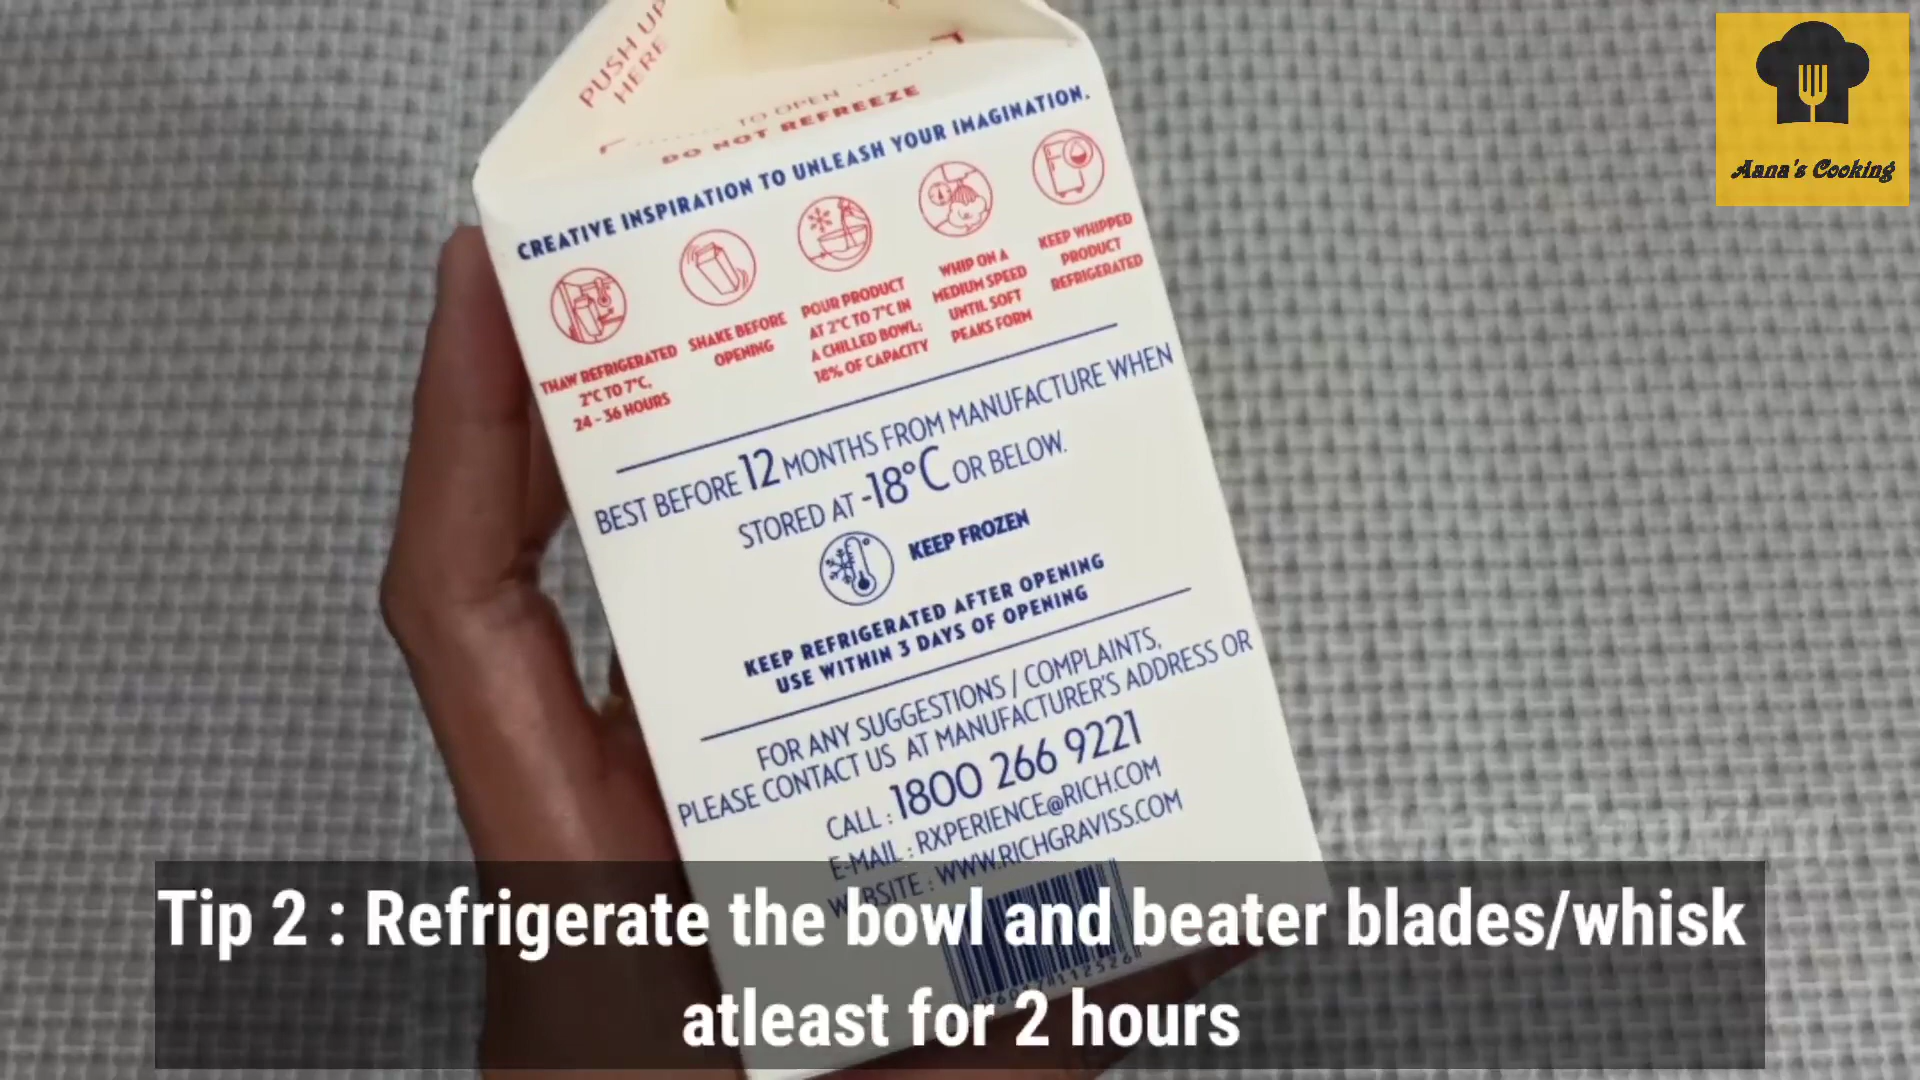 PUSH UP
HERE
TO OPEN
DO NOT REFREEZE
CREATIVE INSPIRATION TO UNLEASH YOUR IMAGINATION.
THAW REFRIGERATED
2°C TO 7°C,
24 - 36 HOURS
SHAKE BEFORE
OPENING
POUR PRODUCT
AT 2°C TO 7°C IN
A CHILLED BOWL;
18% OF CAPACITY
WHIP ON A
MEDIUM SPEED
UNTIL SOFT
PEAKS FORM
KEEP WHIPPED
PRODUCT
REFRIGERATED
BEST BEFORE 12 MONTHS FROM MANUFACTURE WHEN
STORED AT -18°C OR BELOW.
KEEP FROZEN
KEEP REFRIGERATED AFTER OPENING
USE WITHIN 3 DAYS OF OPENING
FOR ANY SUGGESTIONS / COMPLAINTS,
PLEASE CONTACT US AT MANUFACTURER'S ADDRESS OR
CALL : 1800 266 9221
E-MAIL : RXPERIENCE@RICH.COM
WEBSITE : WWW.RICHGRAVISS.COM
Aana's Cooking
Tip 2 : Refrigerate the bowl and beater blades/whisk
atleast for 2 hours